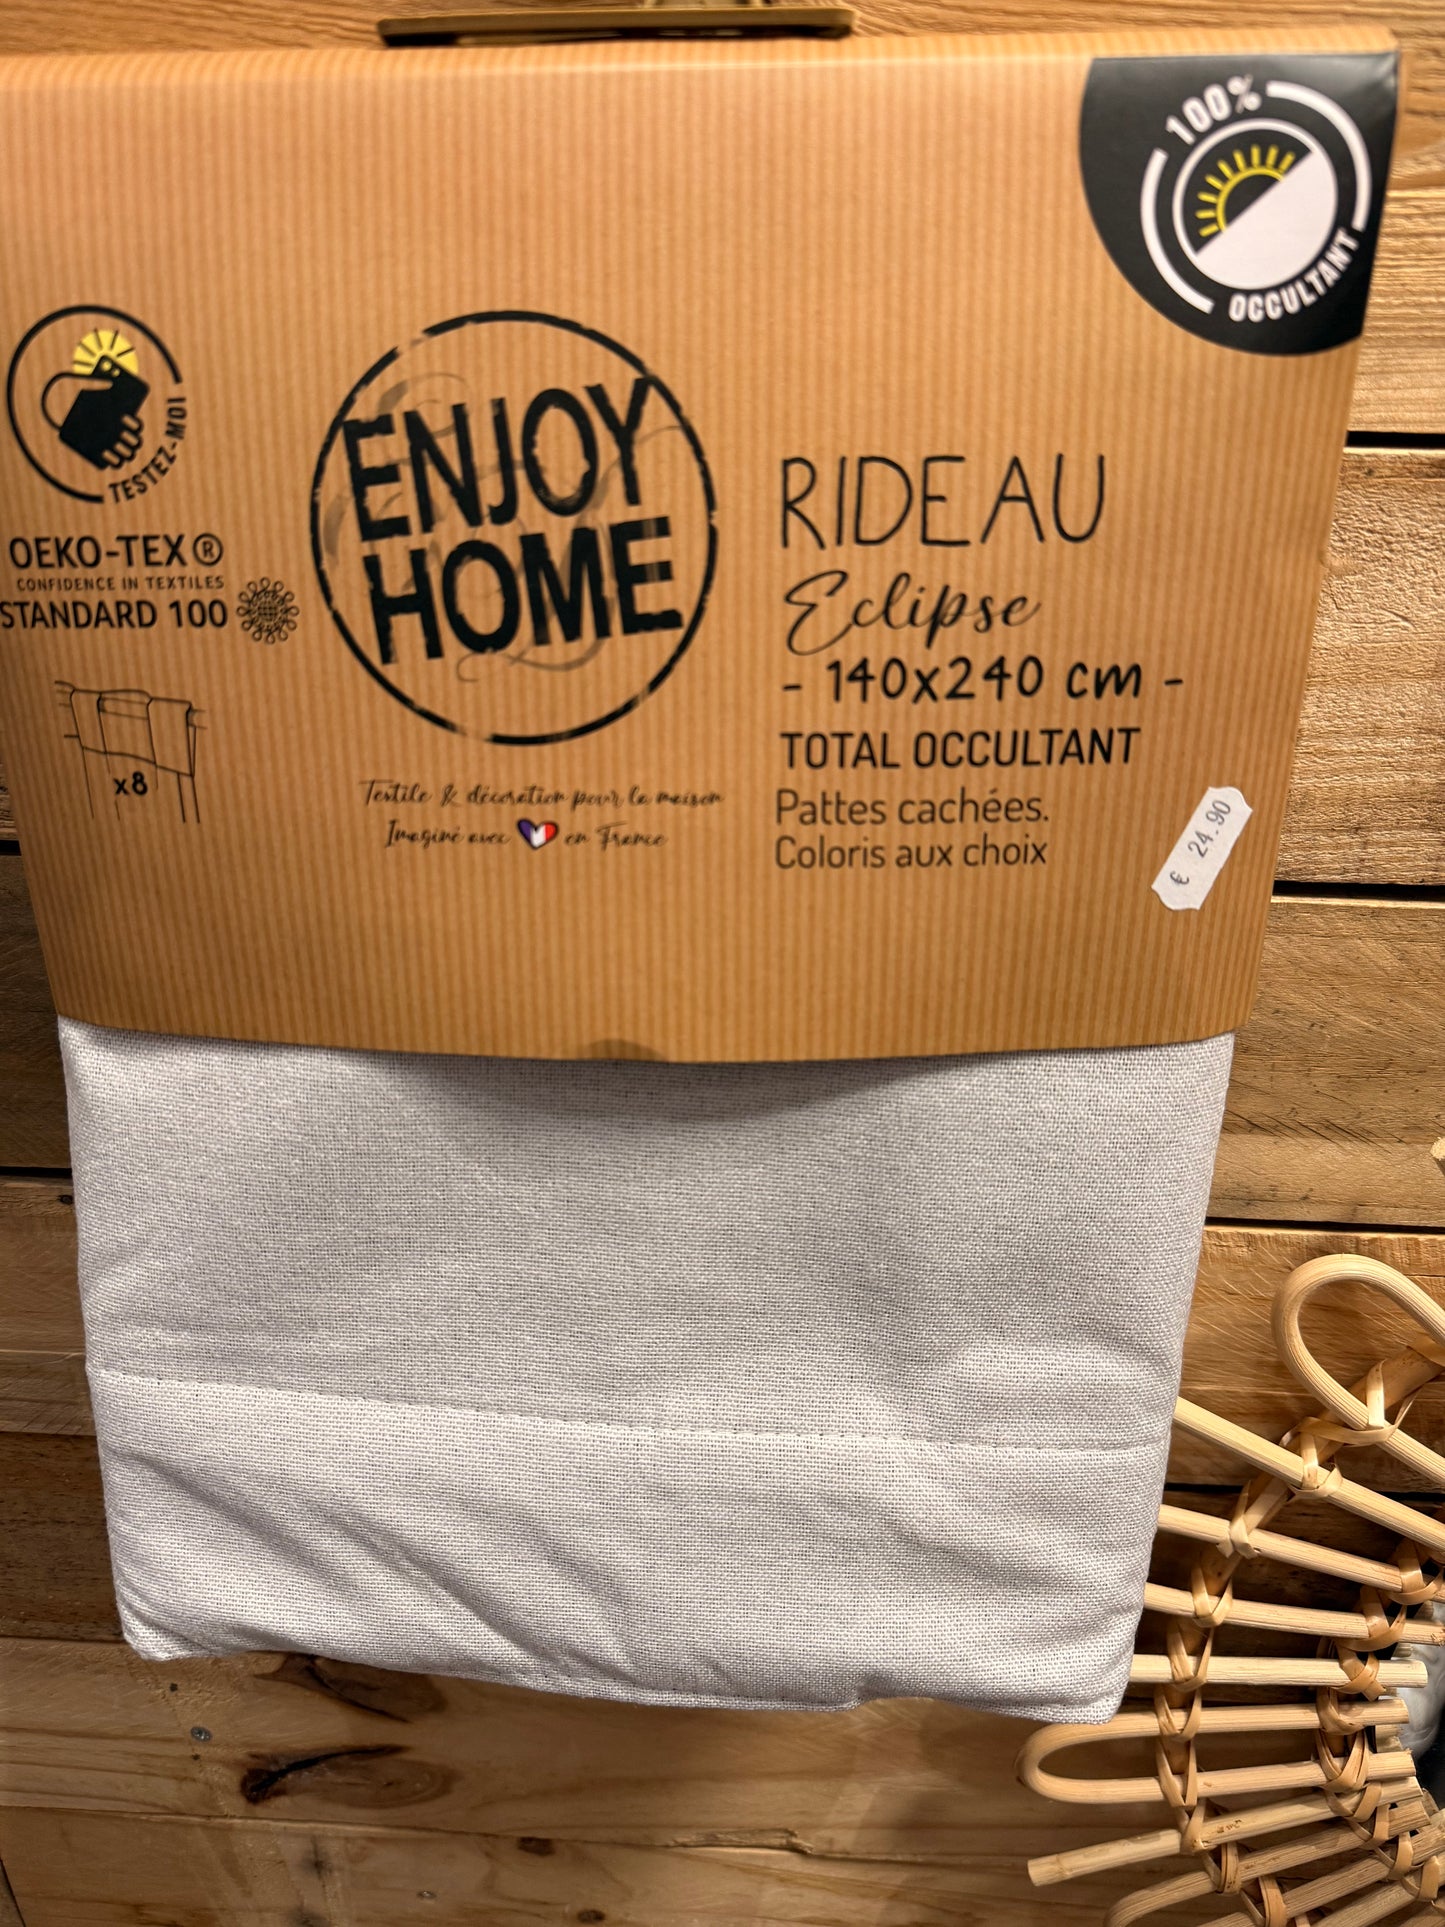 100%
OCCULTANT
TESTEZ-MOI
OEKO-TEX®
CONFIDENCE IN TEXTILES
STANDARD 100
x8
ENJOY
HOME
Textile & décoration pour la maison
Imaginé avec en France
RIDEAU
Eclipse
- 140x240 cm -
TOTAL OCCULTANT
Pattes cachées.
Coloris aux choix
€ 24.90